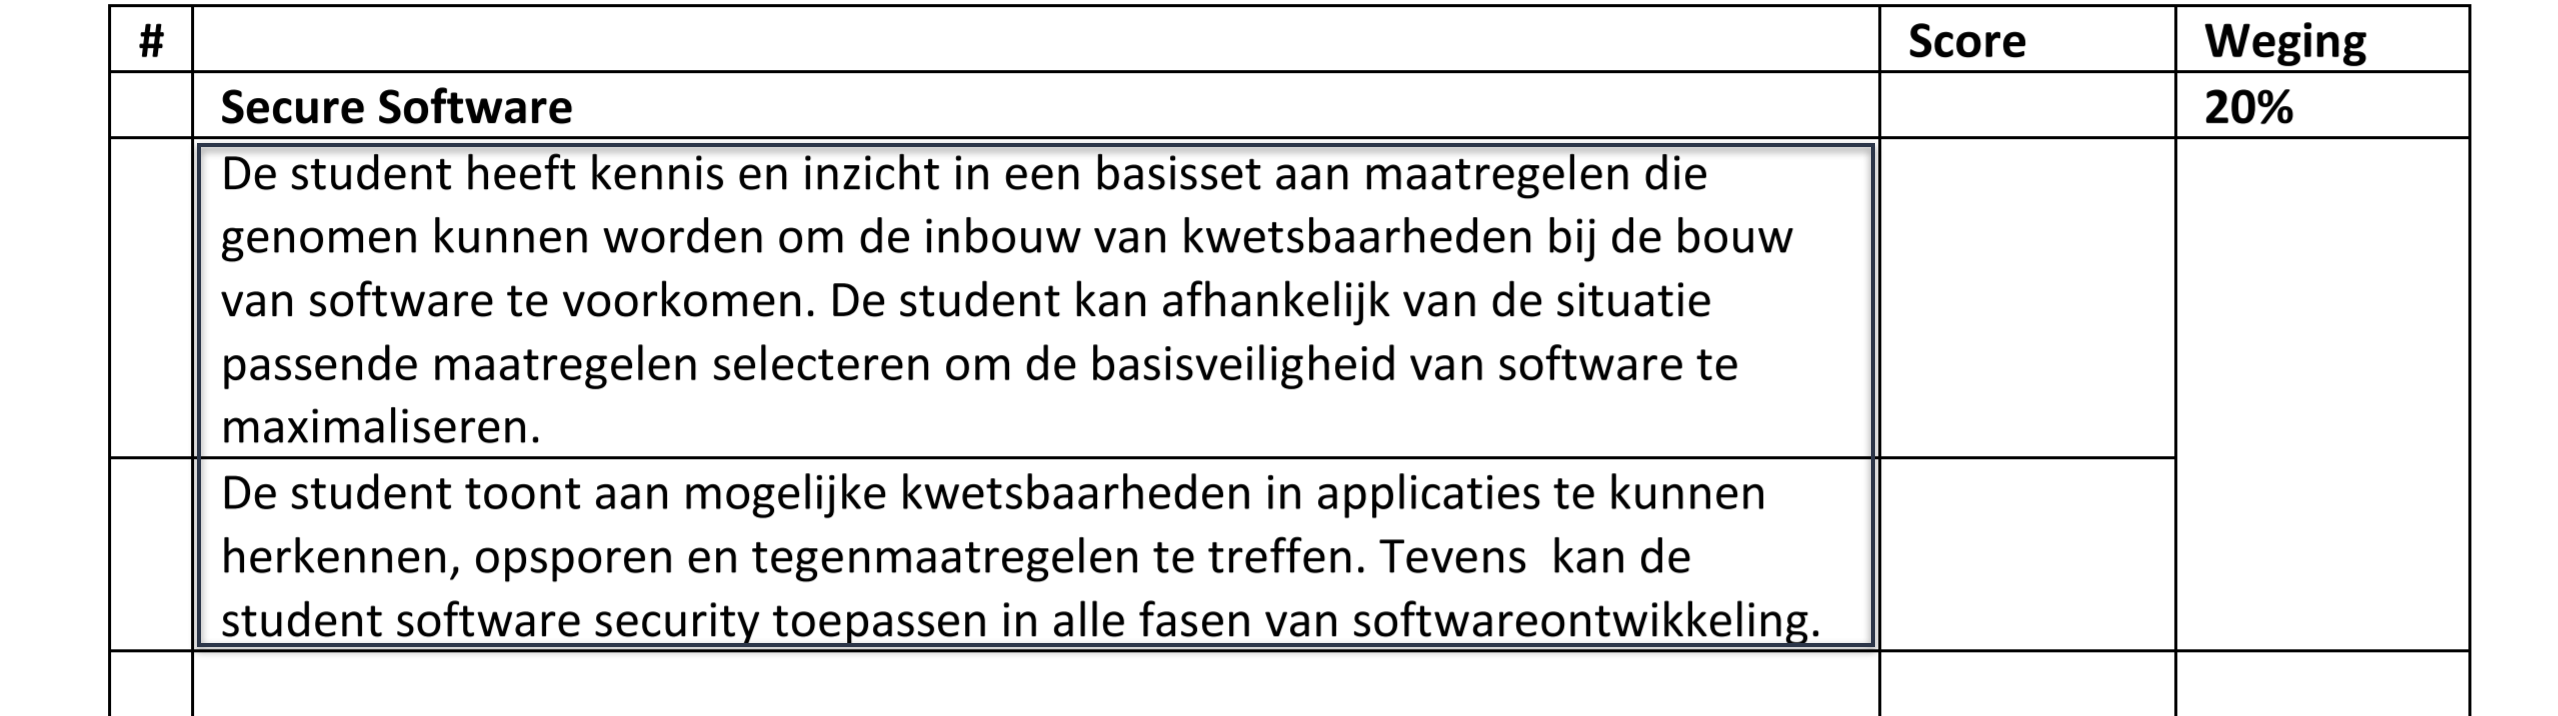 # Score Weging
Secure Software 20%
De student heeft kennis en inzicht in een basisset aan maatregelen die
genomen kunnen worden om de inbouw van kwetsbaarheden bij de bouw
van software te voorkomen. De student kan afhankelijk van de situatie
passende maatregelen selecteren om de basisveiligheid van software te
maximaliseren.
De student toont aan mogelijke kwetsbaarheden in applicaties te kunnen
herkennen, opsporen en tegenmaatregelen te treffen. Tevens  kan de
student software security toepassen in alle fasen van softwareontwikkeling.